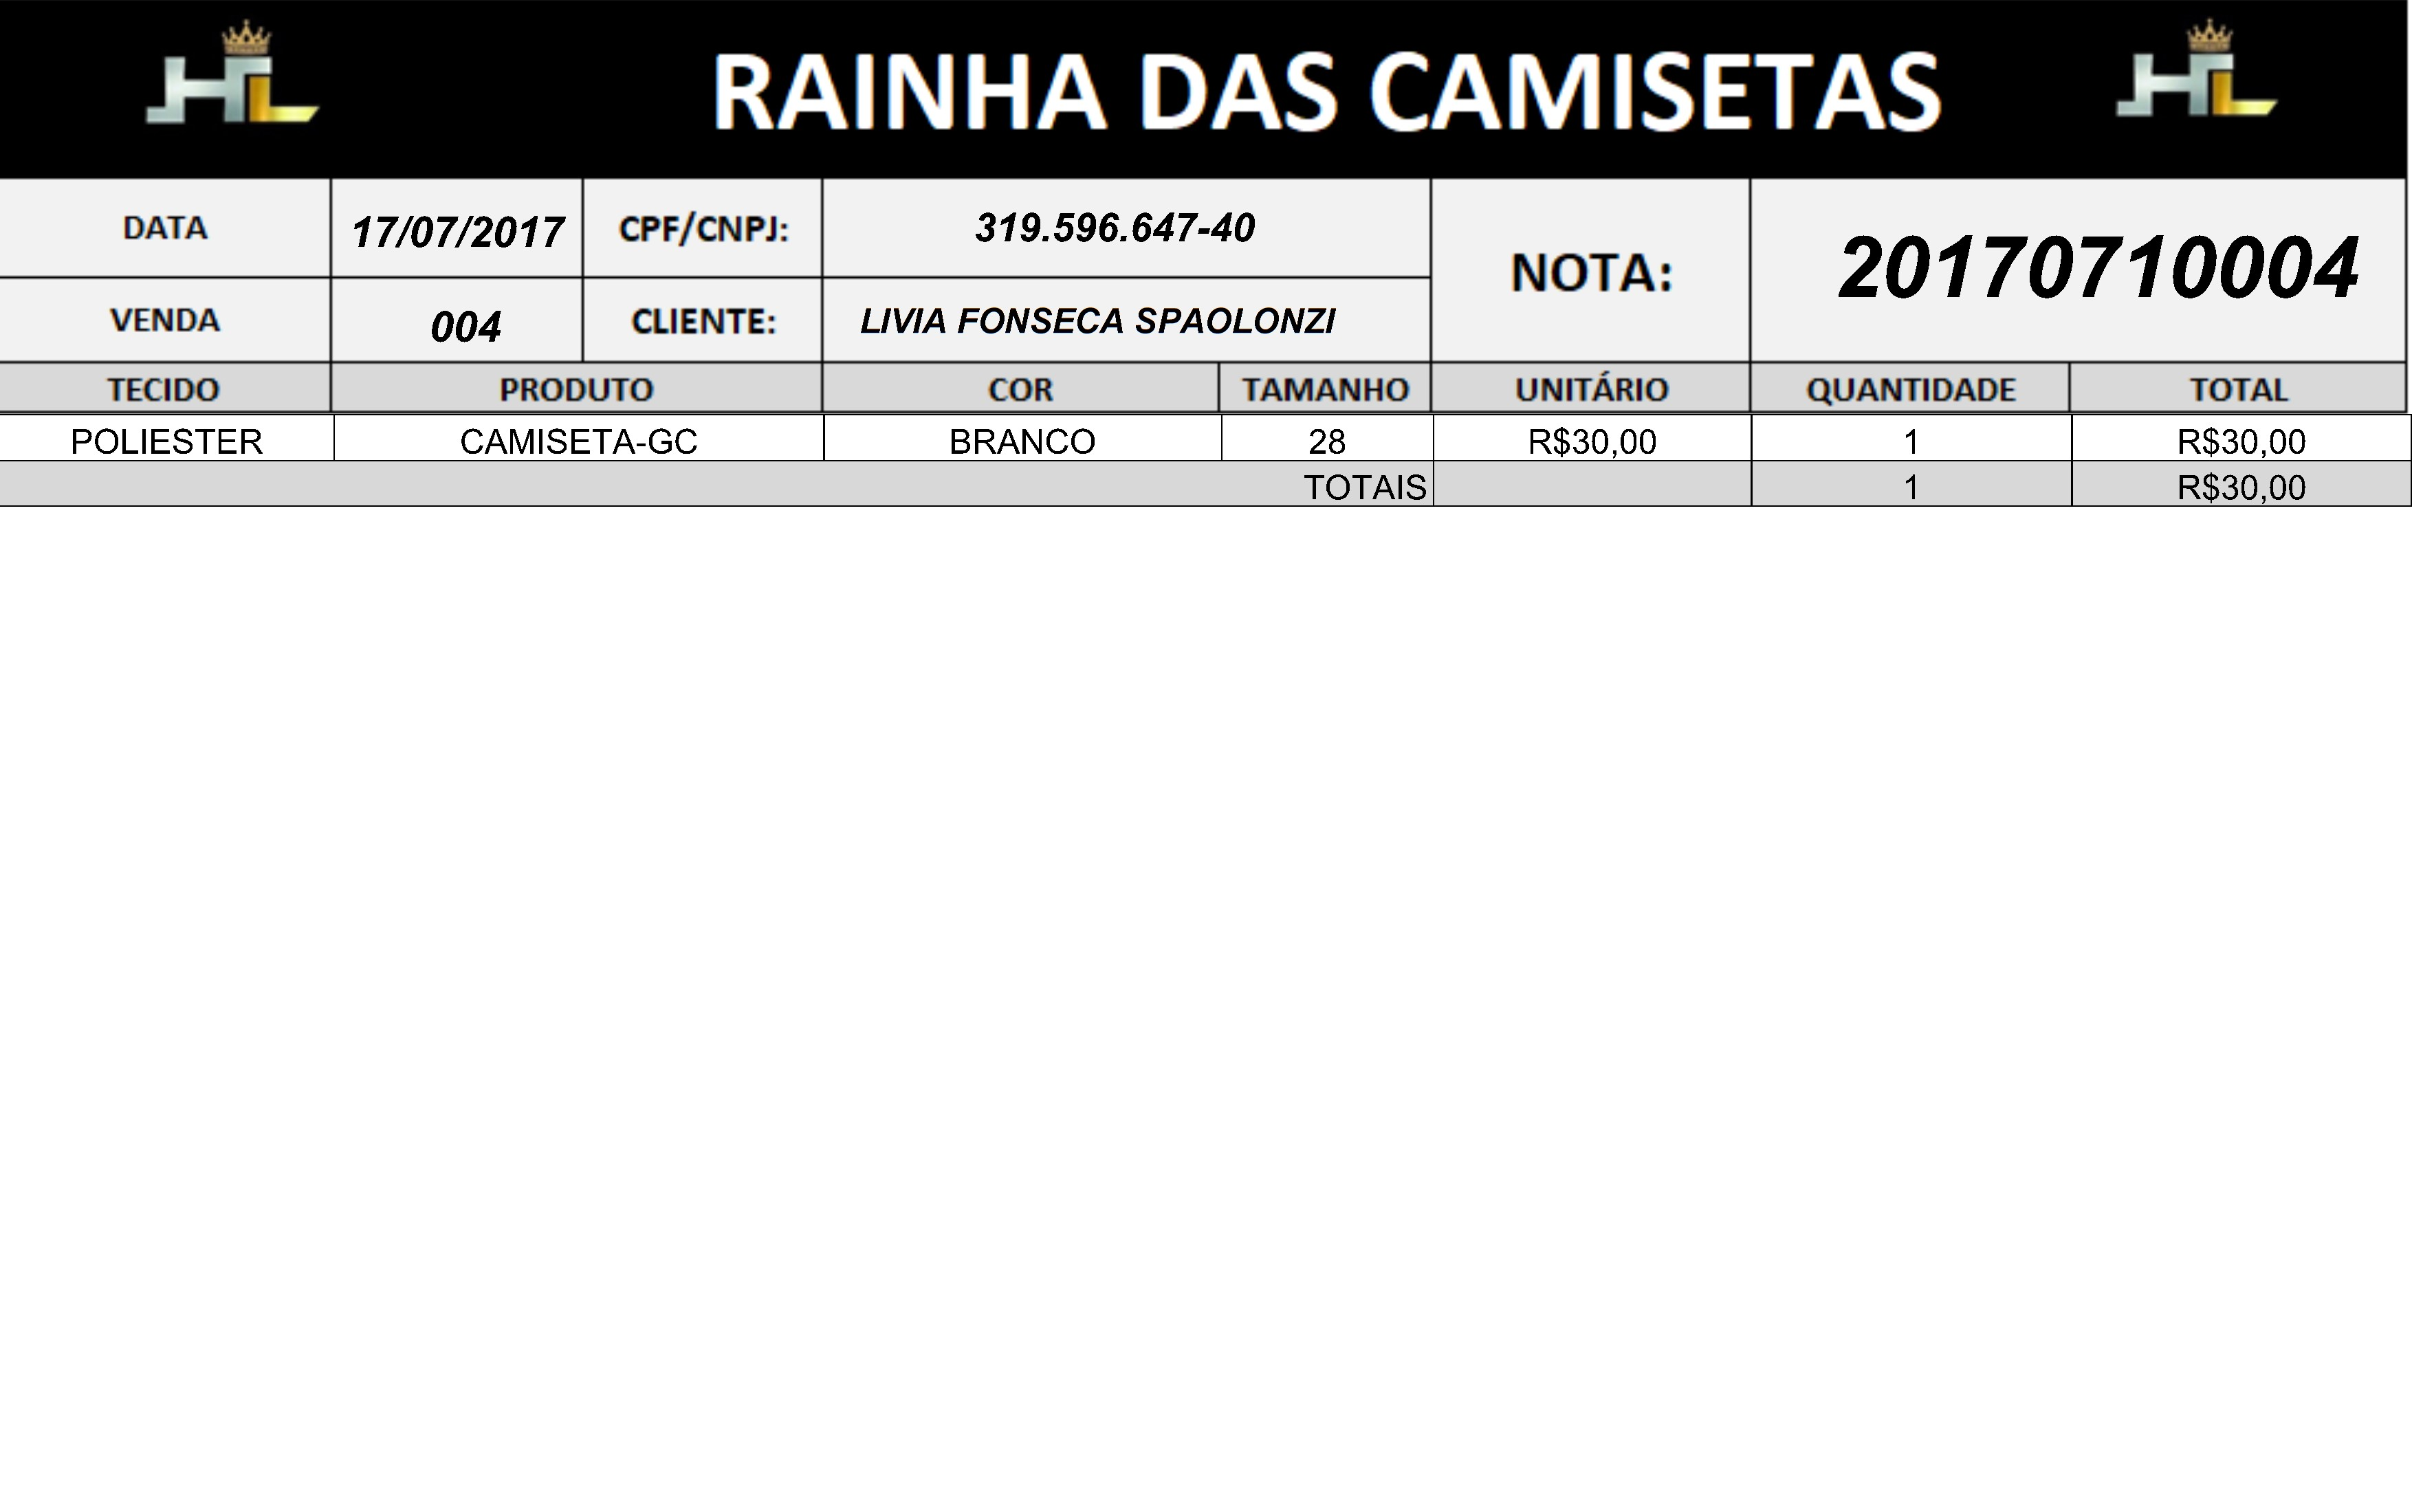 HL RAINHA DAS CAMISETAS HL
DATA 17/07/2017 CPF/CNPJ: 319.596.647-40 NOTA: 20170710004
VENDA 004 CLIENTE: LIVIA FONSECA SPAOLONZI
TECIDO PRODUTO COR TAMANHO UNITÁRIO QUANTIDADE TOTAL
POLIESTER CAMISETA-GC BRANCO 28 R$30,00 1 R$30,00
TOTAIS 1 R$30,00